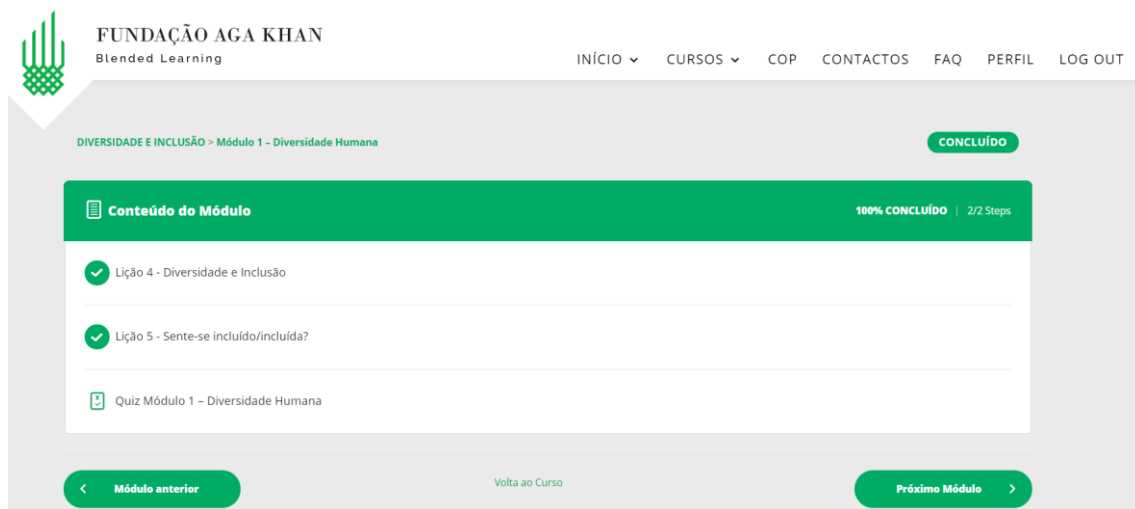 FUNDAÇÃO AGA KHAN
Blended Learning
INÍCIO CURSOS COP CONTACTOS FAQ PERFIL LOG OUT
DIVERSIDADE E INCLUSÃO > Módulo 1 – Diversidade Humana
CONCLUÍDO
Conteúdo do Módulo
100% CONCLUÍDO | 2/2 Steps
Lição 4 - Diversidade e Inclusão
Lição 5 - Sente-se incluído/incluída?
Quiz Módulo 1 – Diversidade Humana
Módulo anterior
Volta ao Curso
Próximo Módulo